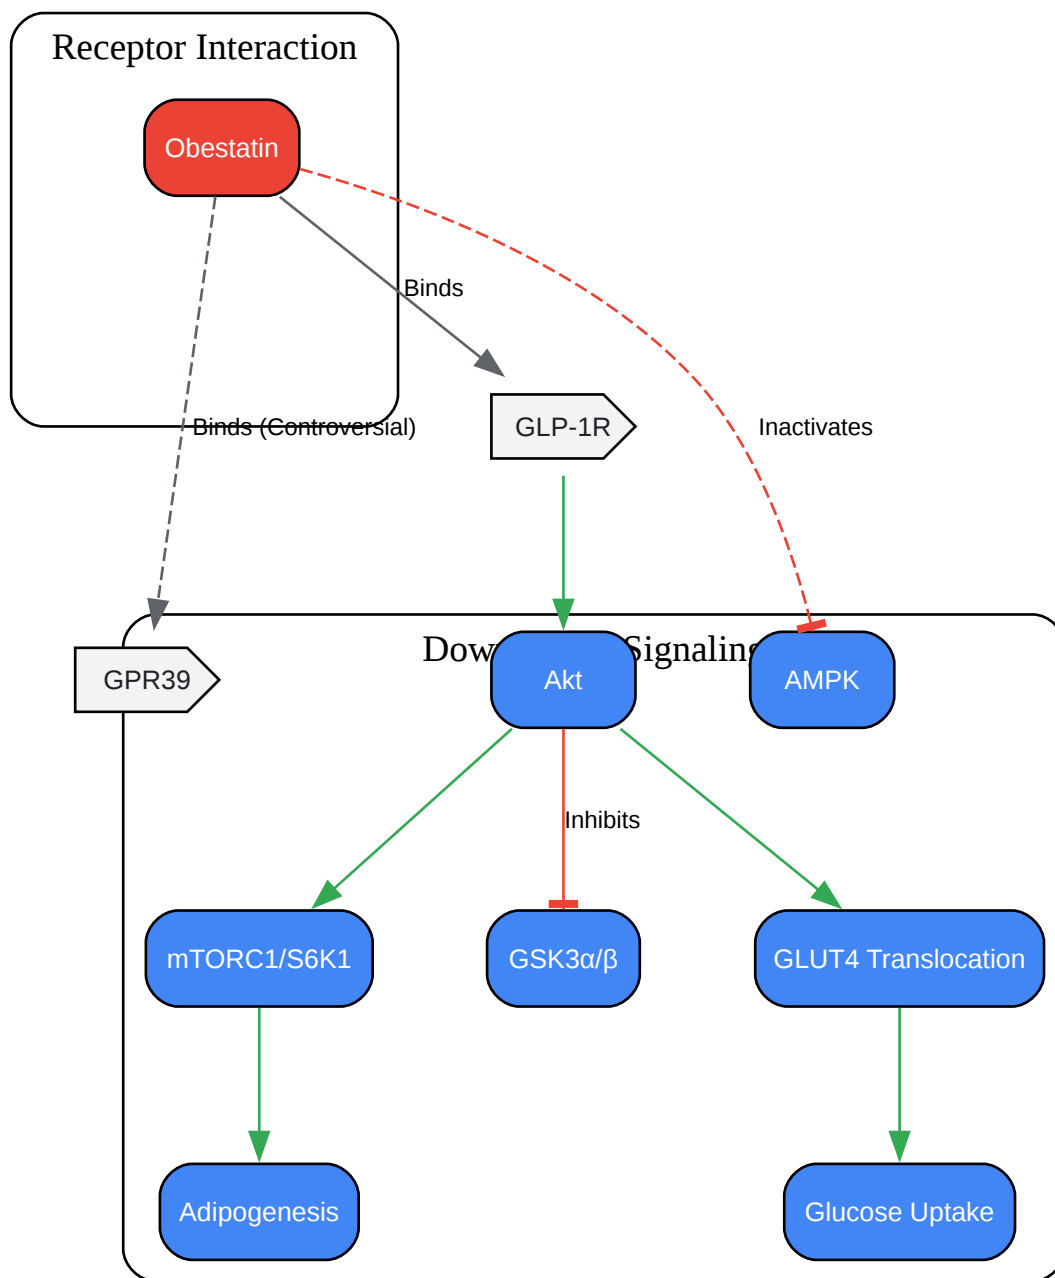 Receptor Interaction
Obestatin
Binds
GLP-1R
Binds (Controversial)
Inactivates
GPR39
Signaling
Akt
AMPK
Inhibits
mTORC1/S6K1
GSK3α/β
GLUT4 Translocation
Adipogenesis
Glucose Uptake